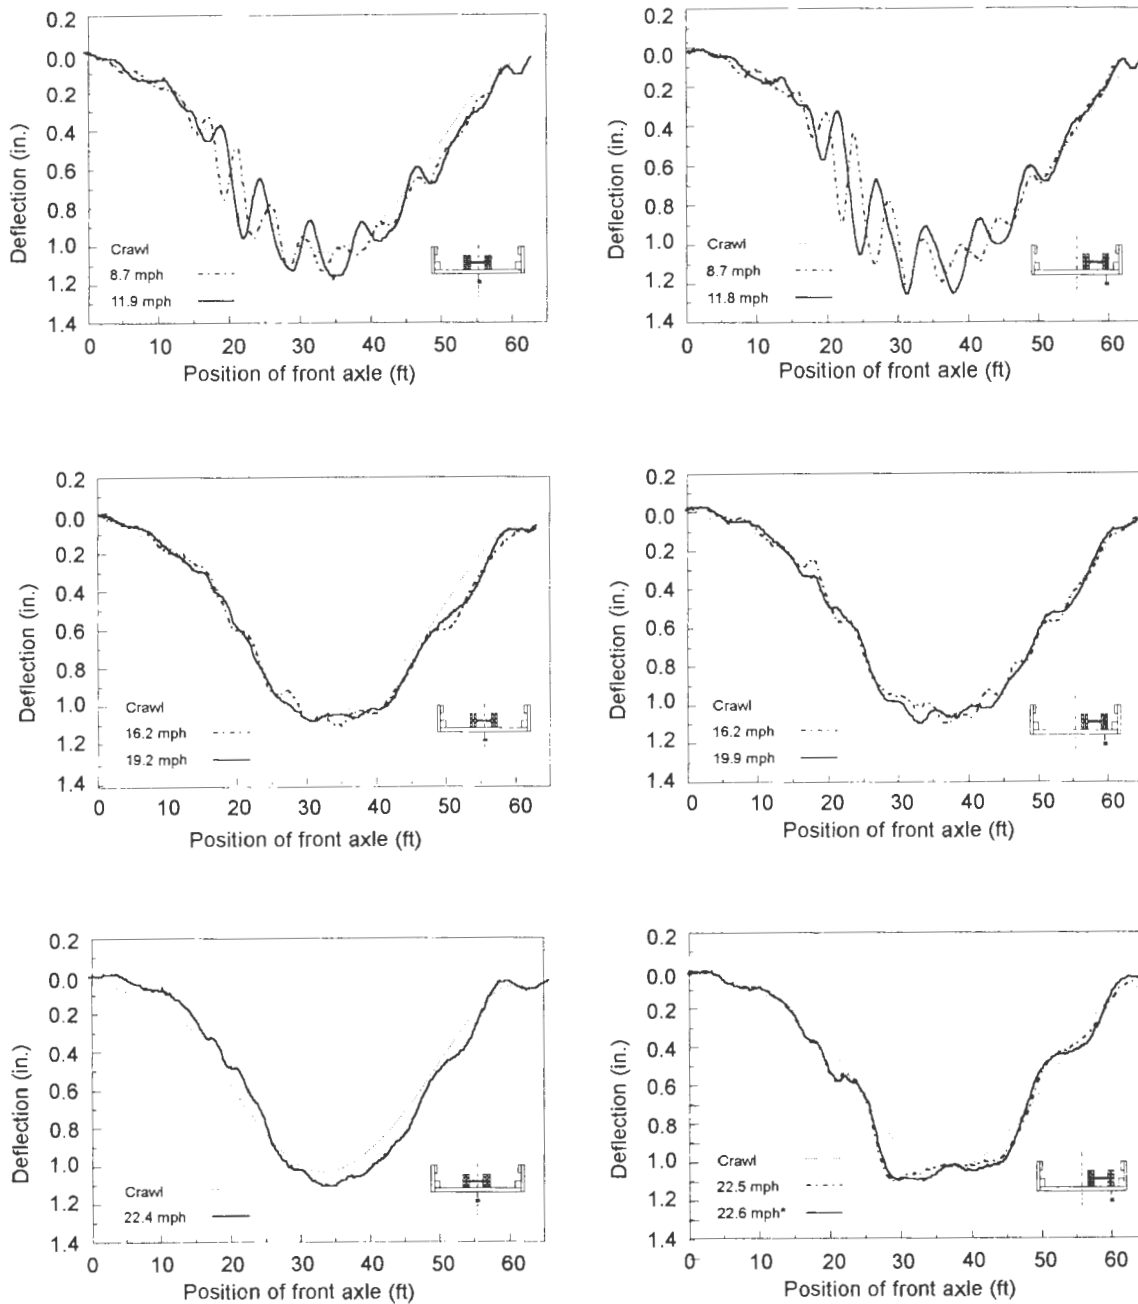 0.2
0.0
0.2
0.4
0.6
0.8
1.0
1.2
1.4
Deflection (in.)
Crawl
8.7 mph
11.9 mph
0 10 20 30 40 50 60
Position of front axle (ft)
0.2
0.0
0.2
0.4
0.6
0.8
1.0
1.2
1.4
Deflection (in.)
Crawl
8.7 mph
11.8 mph
0 10 20 30 40 50 60
Position of front axle (ft)
0.2
0.0
0.2
0.4
0.6
0.8
1.0
1.2
1.4
Deflection (in.)
Crawl
16.2 mph
19.2 mph
0 10 20 30 40 50 60
Position of front axle (ft)
0.2
0.0
0.2
0.4
0.6
0.8
1.0
1.2
1.4
Deflection (in.)
Crawl
16.2 mph
19.9 mph
0 10 20 30 40 50 60
Position of front axle (ft)
0.2
0.0
0.2
0.4
0.6
0.8
1.0
1.2
1.4
Deflection (in.)
Crawl
22.4 mph
0 10 20 30 40 50 60
Position of front axle (ft)
0.2
0.0
0.2
0.4
0.6
0.8
1.0
1.2
1.4
Deflection (in.)
Crawl
22.5 mph
22.6 mph*
0 10 20 30 40 50 60
Position of front axle (ft)